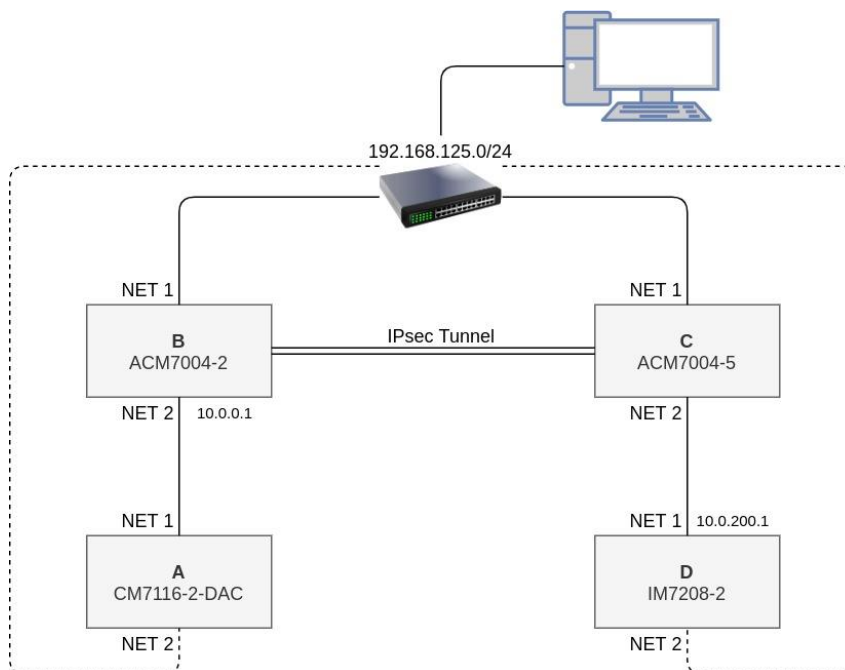 192.168.125.0/24
NET 1
NET 1
B
ACM7004-2
IPsec Tunnel
C
ACM7004-5
NET 2
10.0.0.1
NET 2
NET 1
NET 1
10.0.200.1
A
CM7116-2-DAC
D
IM7208-2
NET 2
NET 2